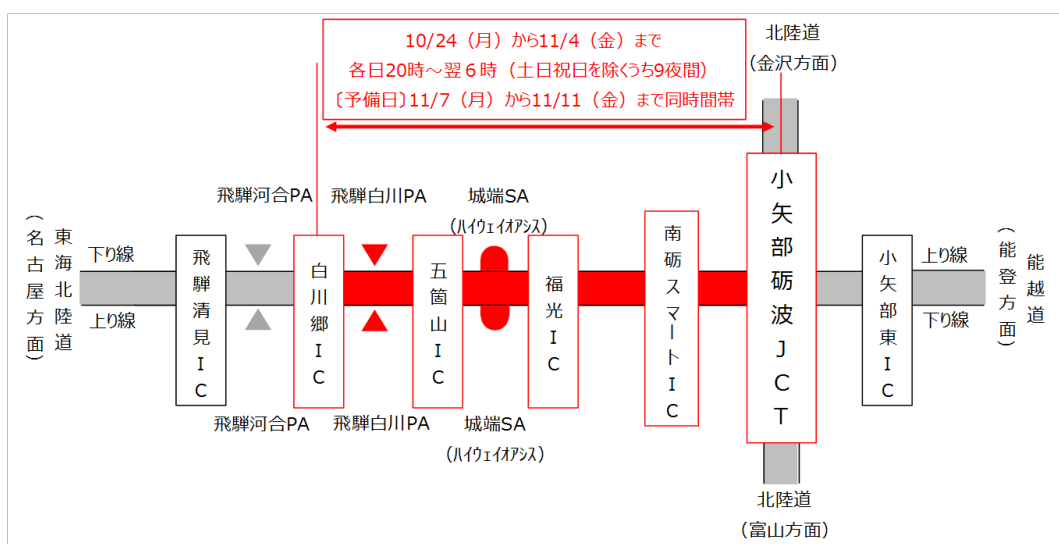 10/24（月）から11/4（金）まで
各日20時～翌６時（土日祝日を除くうち9夜間）
〔予備日〕11/7（月）から11/11（金）まで同時間帯
北陸道
（金沢方面）
飛騨河合PA
飛騨白川PA
城端SA
（ﾊｲｳｪｲｵｱｼｽ）
東海北陸道
（名古屋方面）
下り線
上り線
飛騨清見ＩＣ
白川郷ＩＣ
五箇山ＩＣ
福光ＩＣ
南砺スマートＩＣ
小矢部砺波ＪＣＴ
小矢部東ＩＣ
上り線
下り線
能越道
（能登方面）
飛騨河合PA
飛騨白川PA
城端SA
（ﾊｲｳｪｲｵｱｼｽ）
北陸道
（富山方面）